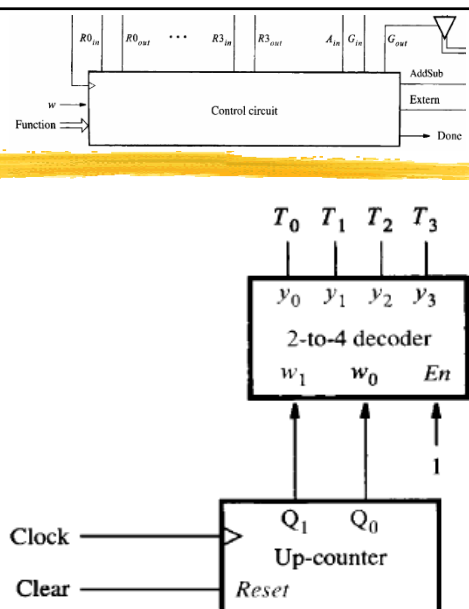 R0in R0out ··· R3in R3out Ain Gin Gout
AddSub
w
Control circuit
Extern
Function
Done
T0 T1 T2 T3
y0 y1 y2 y3
2-to-4 decoder
w1 w0 En
1
Q1 Q0
Clock
Up-counter
Clear
Reset